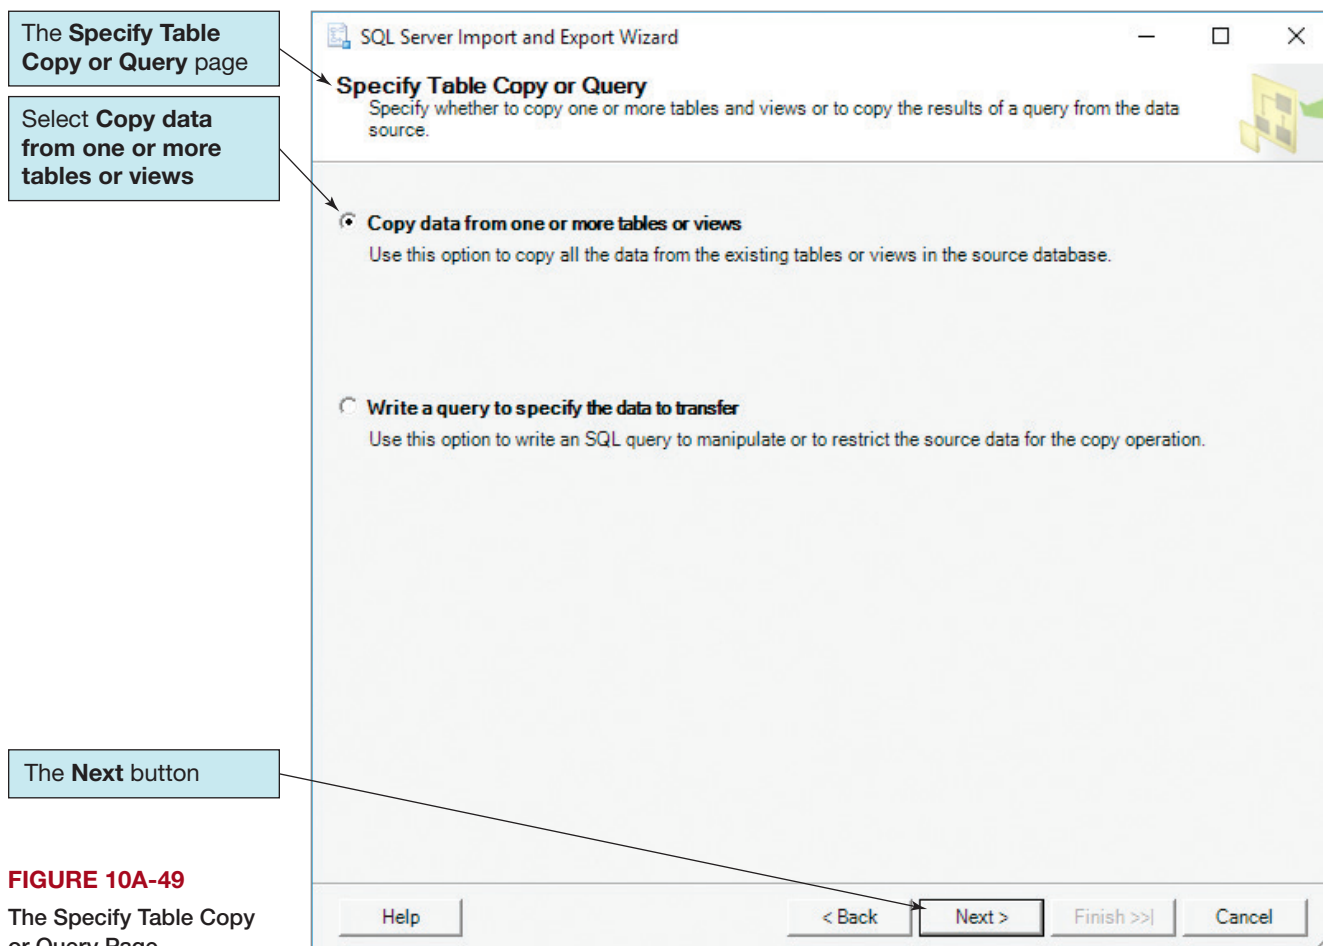 The Specify Table
Copy or Query page
Select Copy data
from one or more
tables or views
SQL Server Import and Export Wizard
Specify Table Copy or Query
Specify whether to copy one or more tables and views or to copy the results of a query from the data
source.
Copy data from one or more tables or views
Use this option to copy all the data from the existing tables or views in the source database.
Write a query to specify the data to transfer
Use this option to write an SQL query to manipulate or to restrict the source data for the copy operation.
The Next button
Help
< Back
Next >
Finish >>|
Cancel
FIGURE 10A-49
The Specify Table Copy
or Query Page